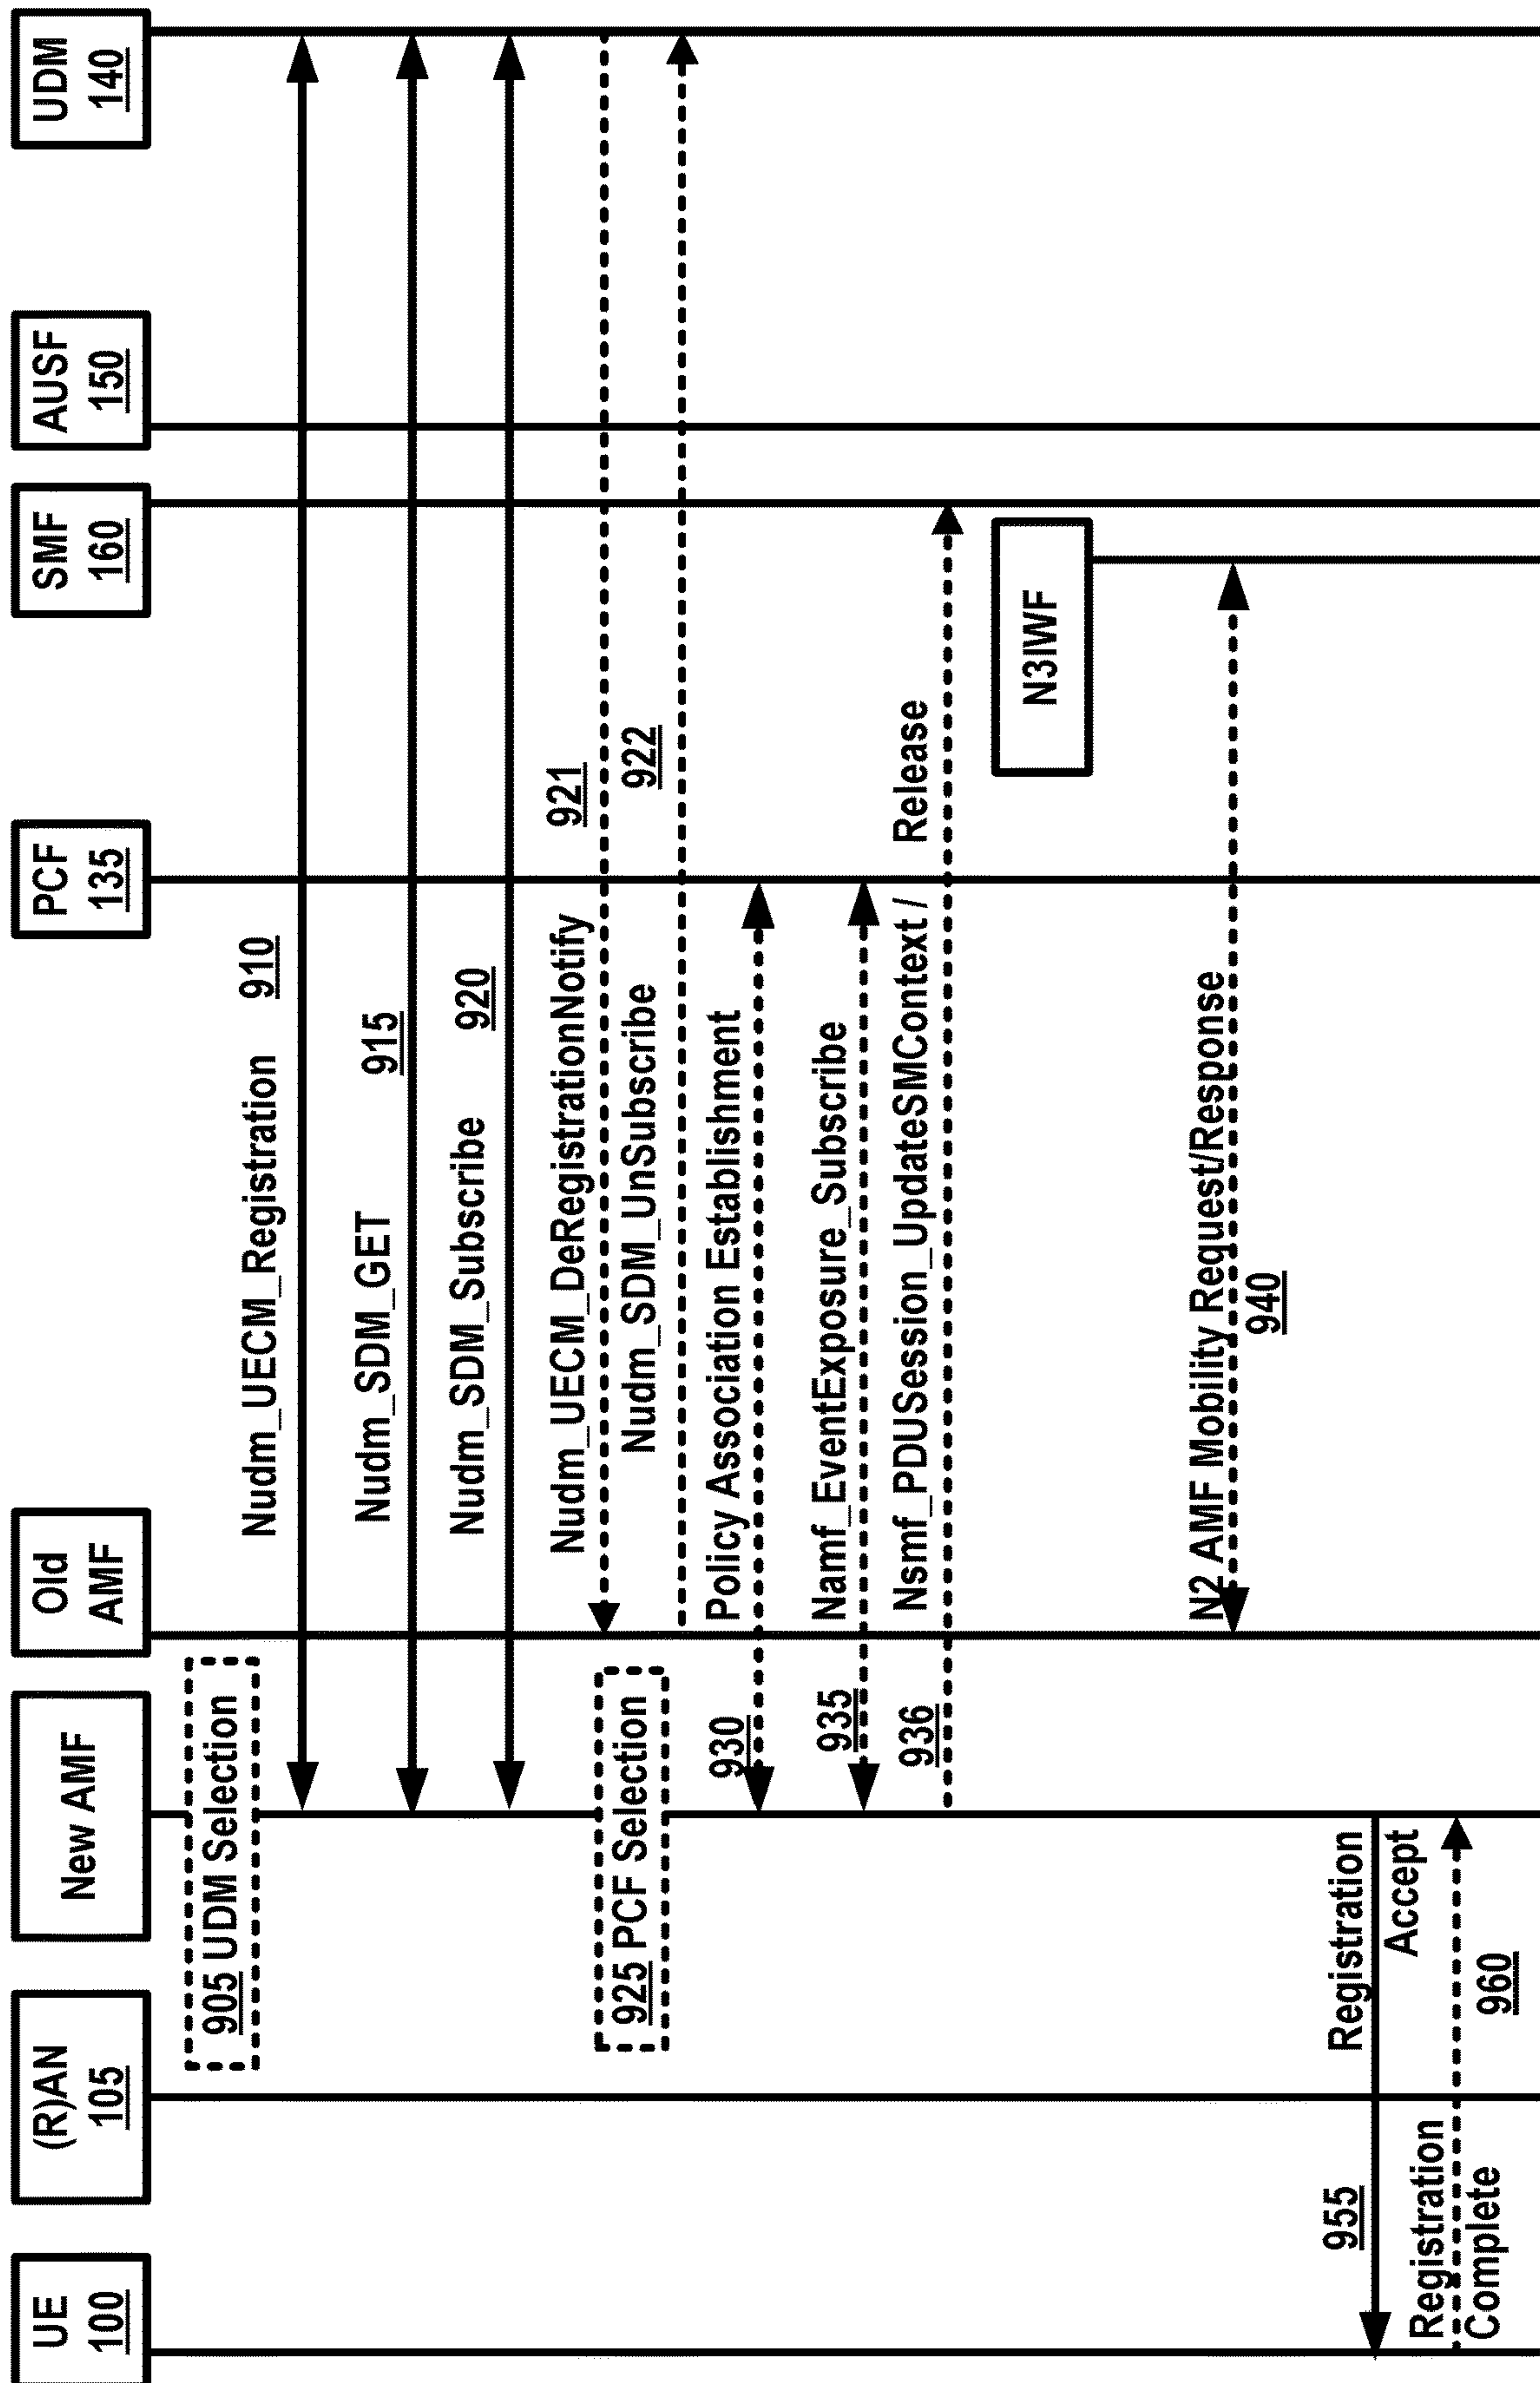 UE
100
(R)AN
105
New AMF
Old
AMF
PCF
135
SMF
160
AUSF
150
UDM
140
905 UDM Selection
Nudm_UECM_Registration 910
Nudm_SDM_GET 915
Nudm_SDM_Subscribe 920
Nudm_UECM_DeRegistrationNotify 921
925 PCF Selection
Nudm_SDM_UnSubscribe 922
Policy Association Establishment
930
Namf_EventExposure_Subscribe
935
Nsmf_PDUSession_UpdateSMContext / Release
936
N3IWF
N2 AMF Mobility Request/Response
940
Registration
Accept
955
Registration
Complete
960